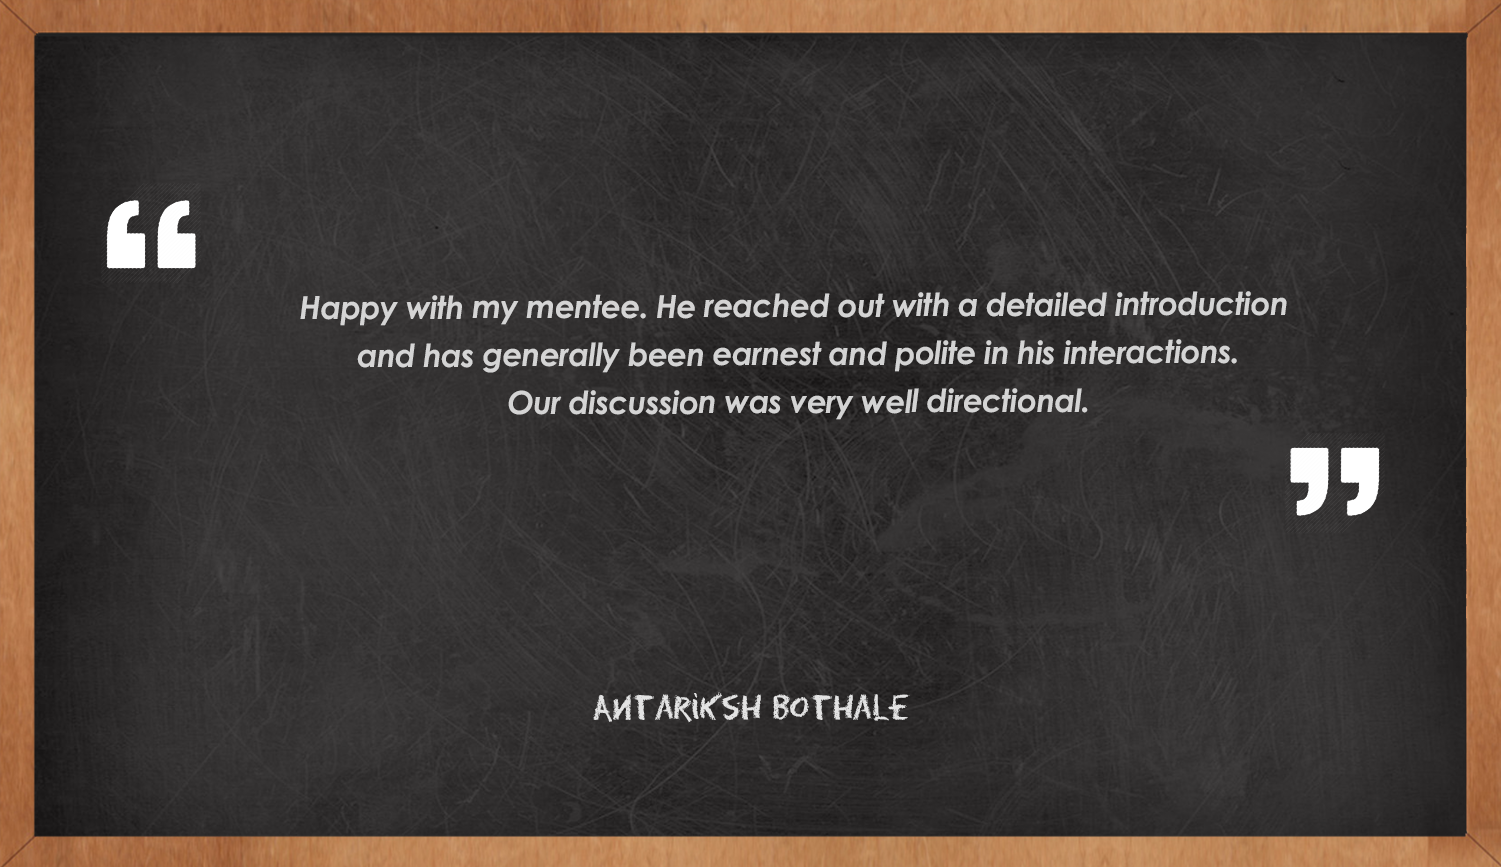 “
Happy with my mentee. He reached out with a detailed introduction
and has generally been earnest and polite in his interactions.
Our discussion was very well directional.
”
ANTARiKSH BOTHALE